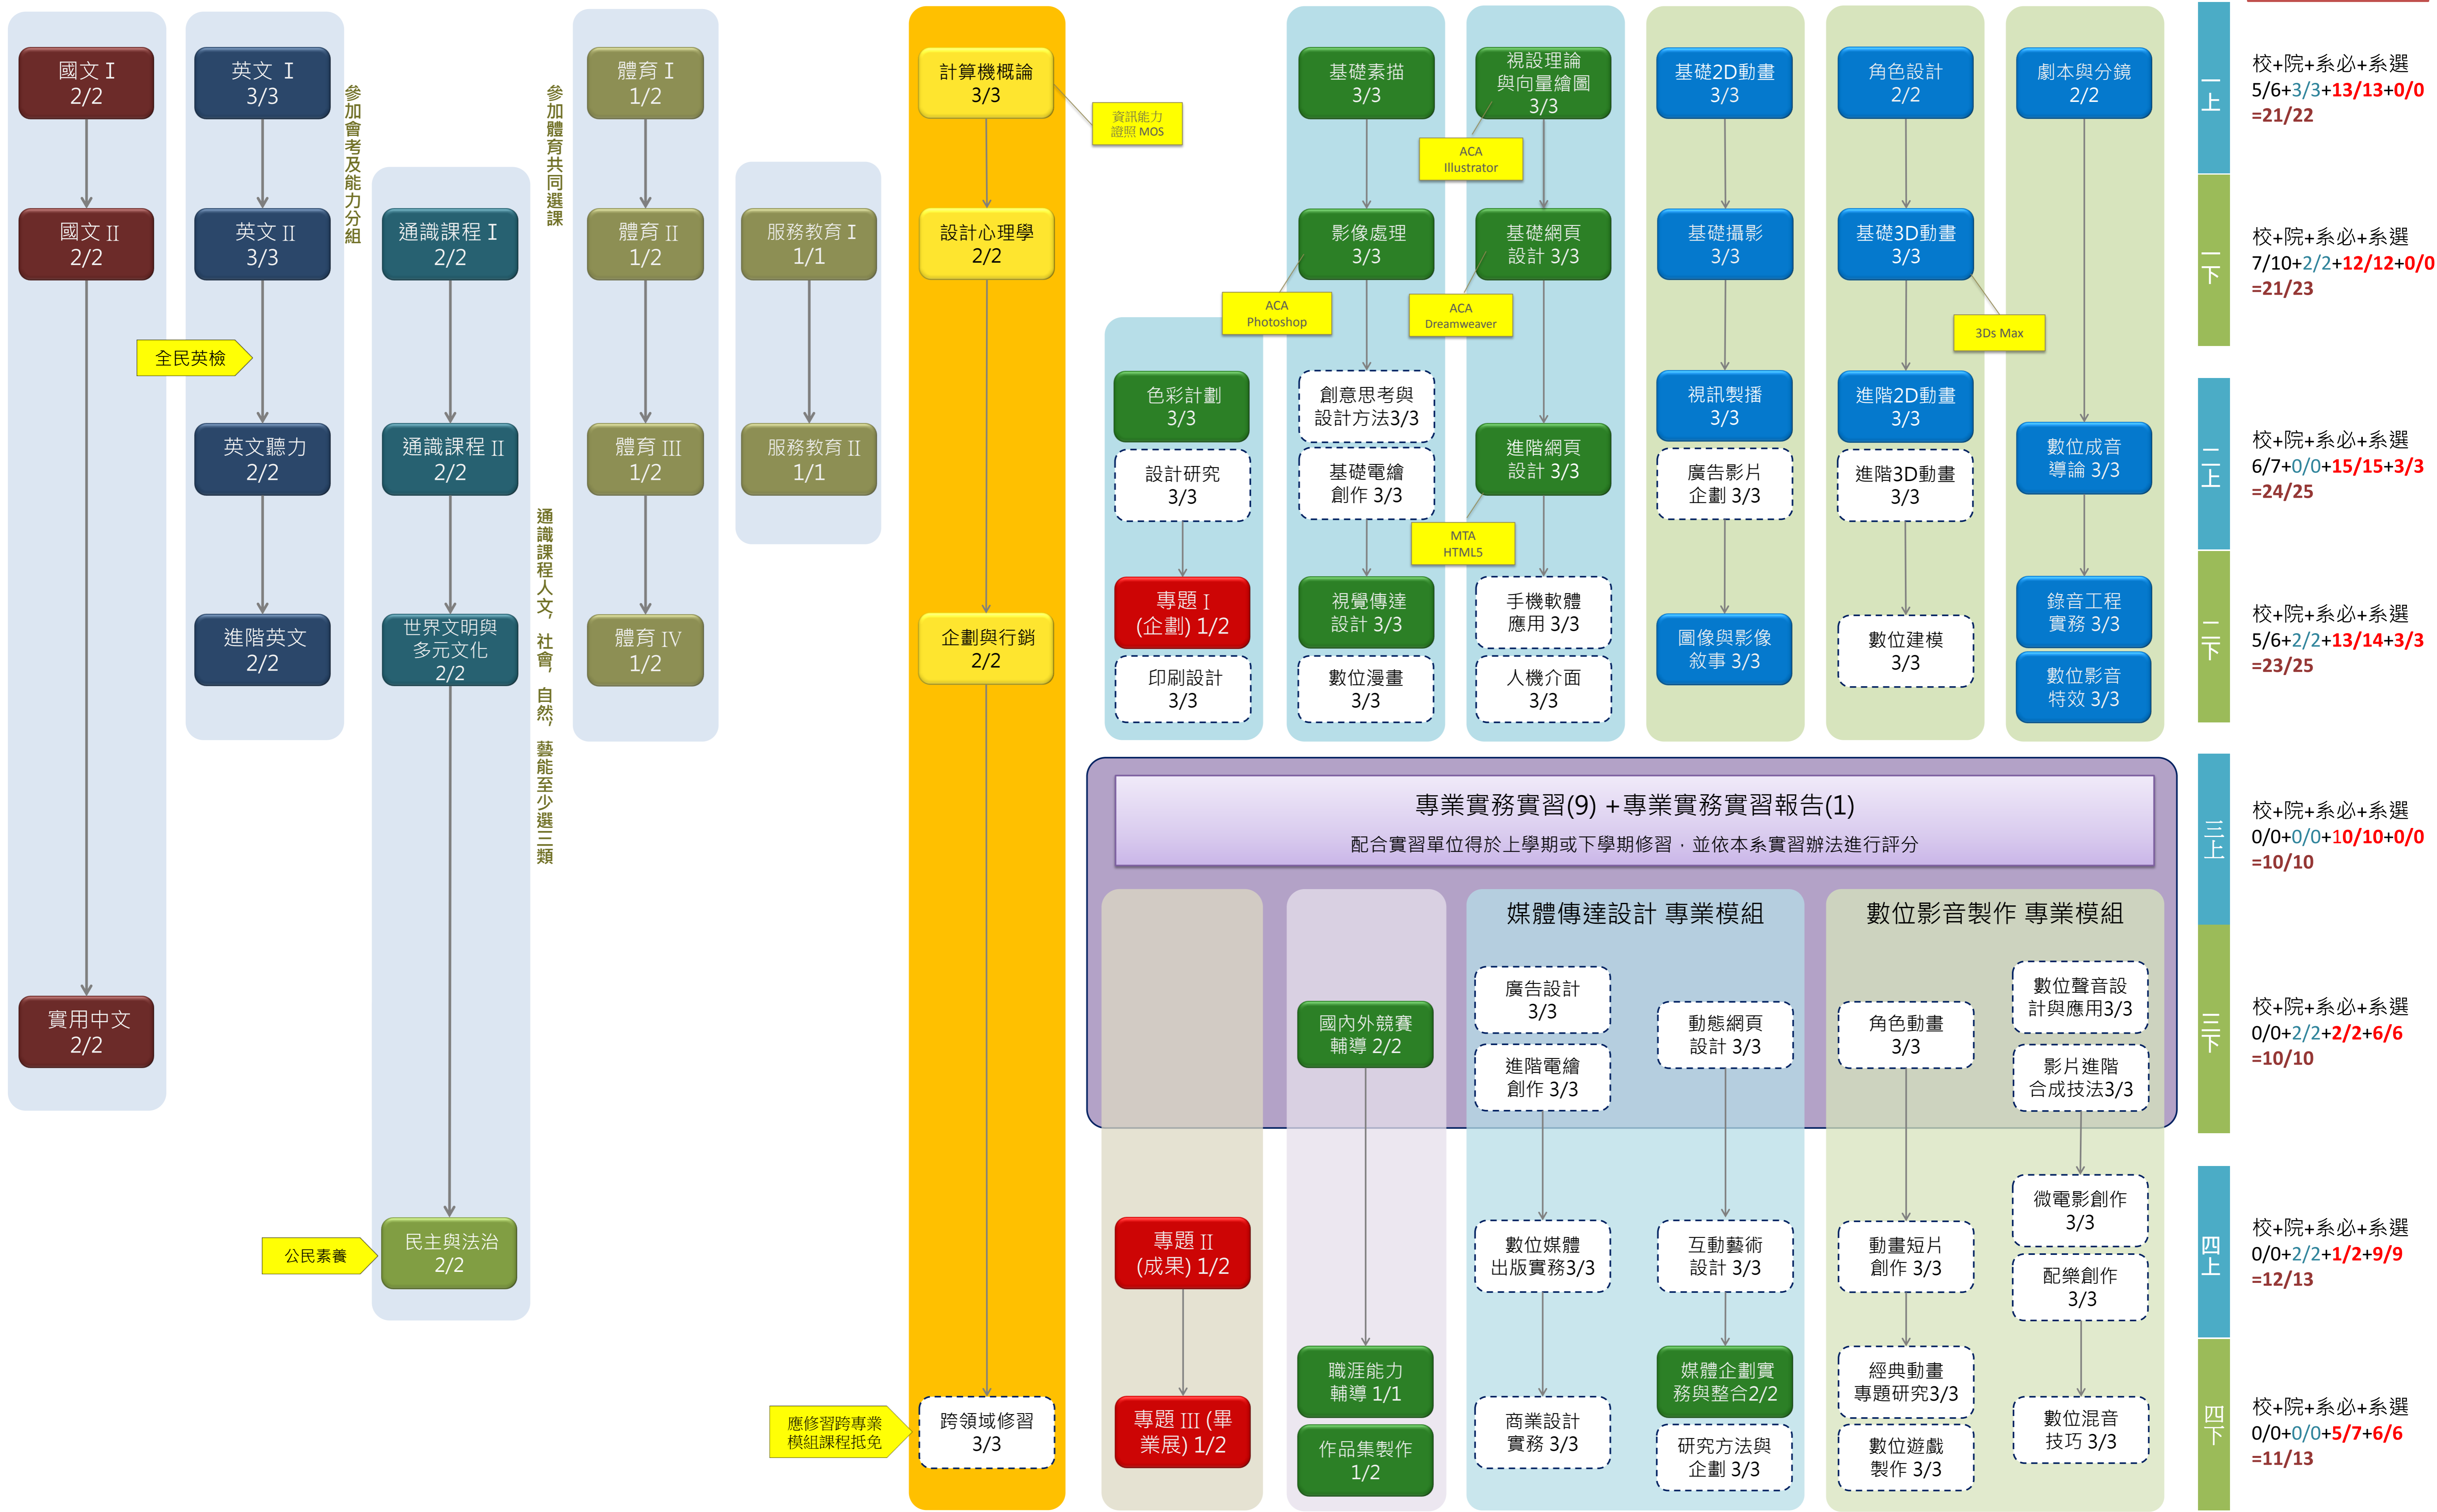 國文 I
2/2
國文 II
2/2
實用中文
2/2
英文 I
3/3
英文 II
3/3
全民英檢
英文聽力
2/2
進階英文
2/2
參加會考及能力分組
通識課程 I
2/2
通識課程 II
2/2
世界文明與
多元文化
2/2
公民素養
民主與法治
2/2
參加體育共同選課
通識課程人文, 社會, 自然, 藝能至少選三類
體育 I
1/2
體育 II
1/2
體育 III
1/2
體育 IV
1/2
服務教育 I
1/1
服務教育 II
1/1
計算機概論
3/3
資訊能力
證照 MOS
設計心理學
2/2
企劃與行銷
2/2
應修習跨專業
模組課程抵免
跨領域修習
3/3
色彩計劃
3/3
設計研究
3/3
專題 I
(企劃) 1/2
印刷設計
3/3
基礎素描
3/3
影像處理
3/3
ACA
Photoshop
創意思考與
設計方法3/3
基礎電繪
創作 3/3
視覺傳達
設計 3/3
數位漫畫
3/3
視設理論
與向量繪圖
3/3
ACA
Illustrator
基礎網頁
設計 3/3
ACA
Dreamweaver
進階網頁
設計 3/3
MTA
HTML5
手機軟體
應用 3/3
人機介面
3/3
基礎2D動畫
3/3
基礎攝影
3/3
視訊製播
3/3
廣告影片
企劃 3/3
圖像與影像
敘事 3/3
角色設計
2/2
基礎3D動畫
3/3
3Ds Max
進階2D動畫
3/3
進階3D動畫
3/3
數位建模
3/3
劇本與分鏡
2/2
數位成音
導論 3/3
錄音工程
實務 3/3
數位影音
特效 3/3
專業實務實習(9) +專業實務實習報告(1)
配合實習單位得於上學期或下學期修習，並依本系實習辦法進行評分
專題 II
(成果) 1/2
專題 III (畢
業展) 1/2
國內外競賽
輔導 2/2
職涯能力
輔導 1/1
作品集製作
1/2
媒體傳達設計 專業模組
廣告設計
3/3
進階電繪
創作 3/3
數位媒體
出版實務3/3
商業設計
實務 3/3
動態網頁
設計 3/3
互動藝術
設計 3/3
媒體企劃實
務與整合2/2
研究方法與
企劃 3/3
數位影音製作 專業模組
角色動畫
3/3
動畫短片
創作 3/3
經典動畫
專題研究3/3
數位遊戲
製作 3/3
數位聲音設
計與應用3/3
影片進階
合成技法3/3
微電影創作
3/3
配樂創作
3/3
數位混音
技巧 3/3
一上
校+院+系必+系選
5/6+3/3+13/13+0/0
=21/22
一下
校+院+系必+系選
7/10+2/2+12/12+0/0
=21/23
二上
校+院+系必+系選
6/7+0/0+15/15+3/3
=24/25
二下
校+院+系必+系選
5/6+2/2+13/14+3/3
=23/25
三上
校+院+系必+系選
0/0+0/0+10/10+0/0
=10/10
三下
校+院+系必+系選
0/0+2/2+2/2+6/6
=10/10
四上
校+院+系必+系選
0/0+2/2+1/2+9/9
=12/13
四下
校+院+系必+系選
0/0+0/0+5/7+6/6
=11/13